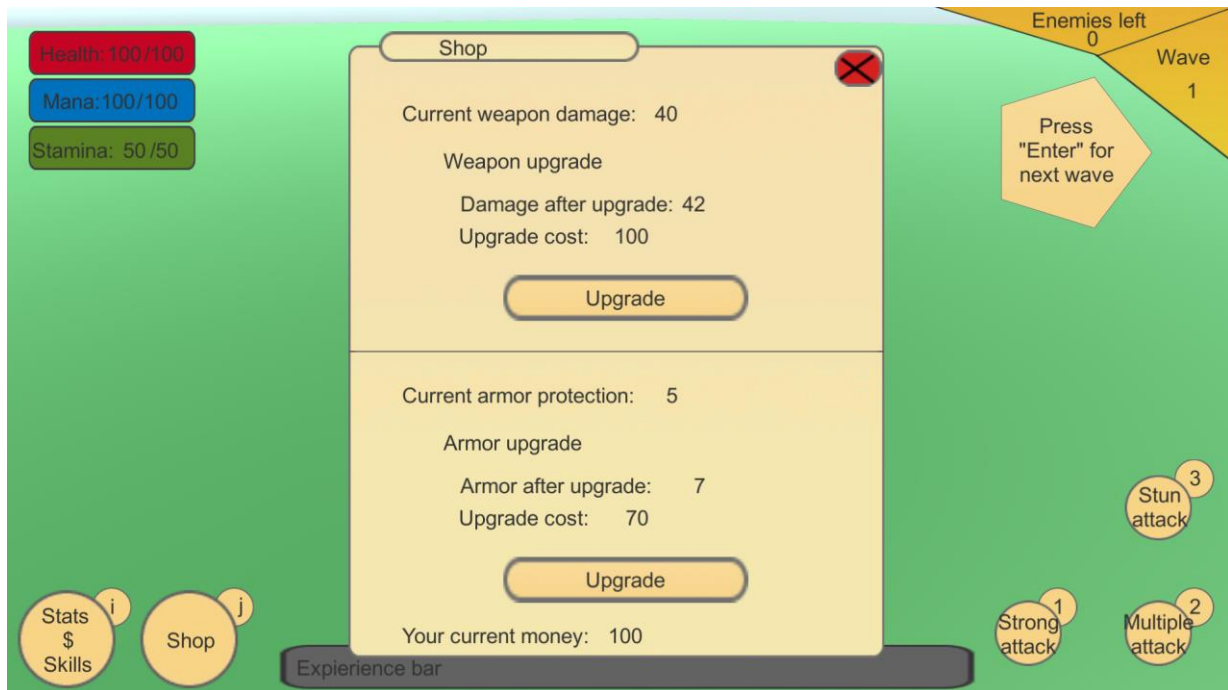 Health:100/100
Mana:100/100
Stamina: 50/50
Shop
Current weapon damage: 40
Weapon upgrade
Damage after upgrade: 42
Upgrade cost: 100
Upgrade
Current armor protection: 5
Armor upgrade
Armor after upgrade: 7
Upgrade cost: 70
Upgrade
Your current money: 100
Enemies left
0
Wave
1
Press
"Enter" for
next wave
3
Stun
attack
1
Strong
attack
2
Multiple
attack
i
Stats
$
Skills
j
Shop
Expierience bar